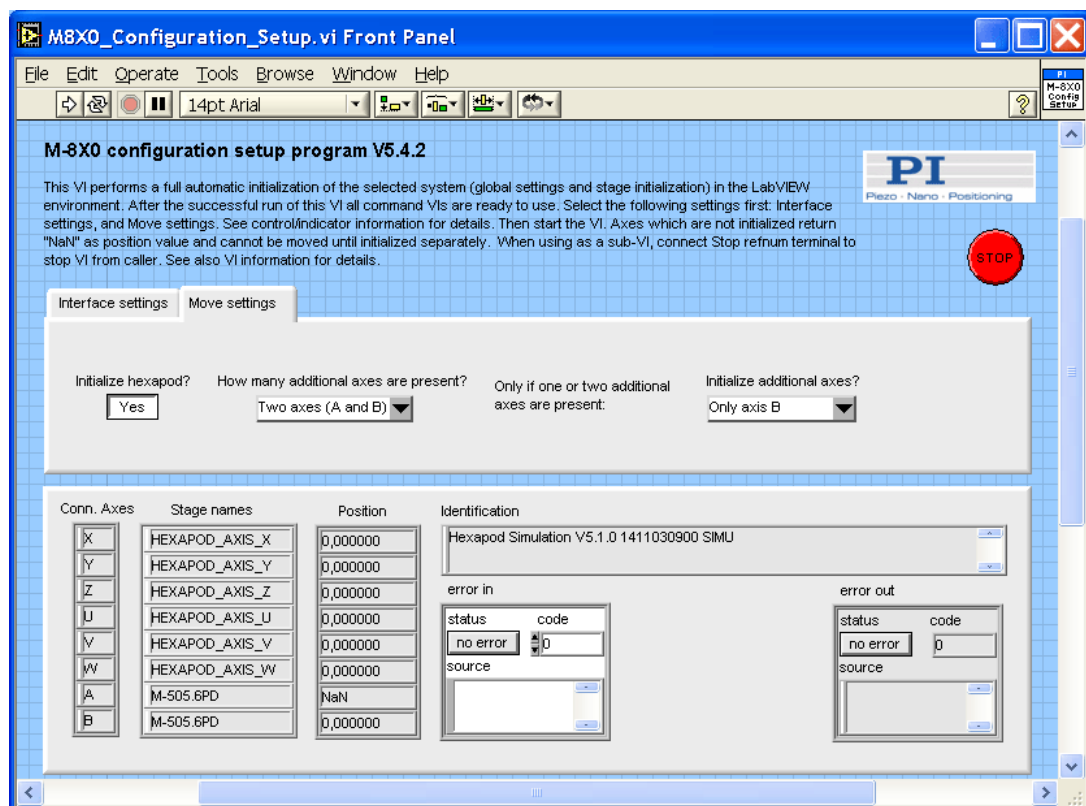 M8X0_Configuration_Setup.vi Front Panel
File Edit Operate Tools Browse Window Help
14pt Arial
?
PI
M-8X0
Config
Setup
M-8X0 configuration setup program V5.4.2
PI
Piezo · Nano · Positioning
This VI performs a full automatic initialization of the selected system (global settings and stage initialization) in the LabVIEW
environment. After the successful run of this VI all command VIs are ready to use. Select the following settings first: Interface
settings, and Move settings. See control/indicator information for details. Then start the VI. Axes which are not initialized return
"NaN" as position value and cannot be moved until initialized separately. When using as a sub-VI, connect Stop refnum terminal to
stop VI from caller. See also VI information for details.
STOP
Interface settings Move settings
Initialize hexapod? How many additional axes are present? Only if one or two additional Initialize additional axes?
Yes Two axes (A and B) axes are present: Only axis B
Conn. Axes Stage names Position Identification
X HEXAPOD_AXIS_X 0,000000 Hexapod Simulation V5.1.0 1411030900 SIMU
Y HEXAPOD_AXIS_Y 0,000000
Z HEXAPOD_AXIS_Z 0,000000 error in error out
U HEXAPOD_AXIS_U 0,000000 status code status code
V HEXAPOD_AXIS_V 0,000000 no error 0 no error 0
W HEXAPOD_AXIS_W 0,000000 source source
A M-505.6PD NaN
B M-505.6PD 0,000000